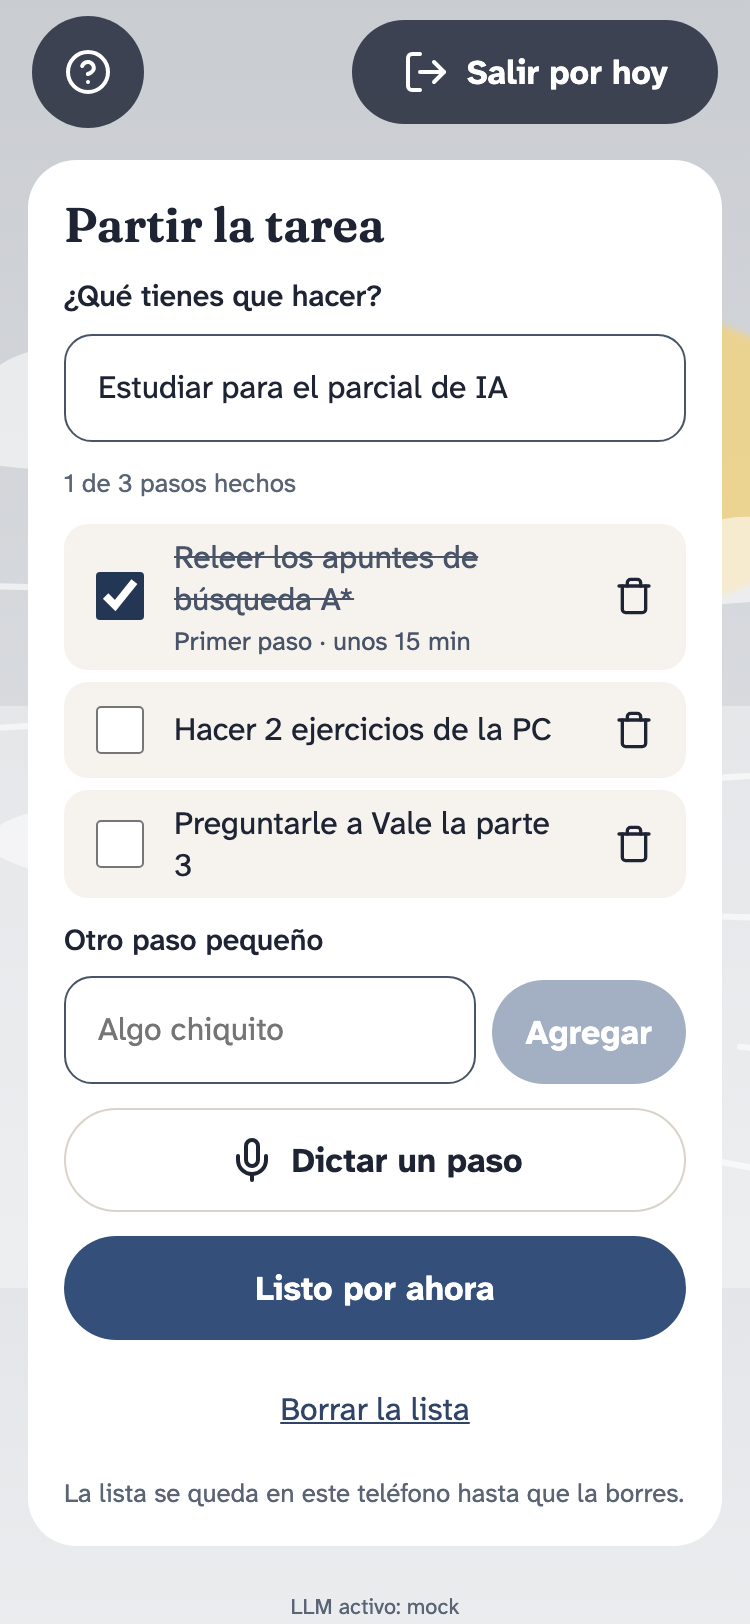 Salir por hoy
Partir la tarea
¿Qué tienes que hacer?
Estudiar para el parcial de IA
1 de 3 pasos hechos
Releer los apuntes de
búsqueda A*
Primer paso · unos 15 min
Hacer 2 ejercicios de la PC
Preguntarle a Vale la parte
3
Otro paso pequeño
Algo chiquito
Agregar
Dictar un paso
Listo por ahora
Borrar la lista
La lista se queda en este teléfono hasta que la borres.
LLM activo: mock